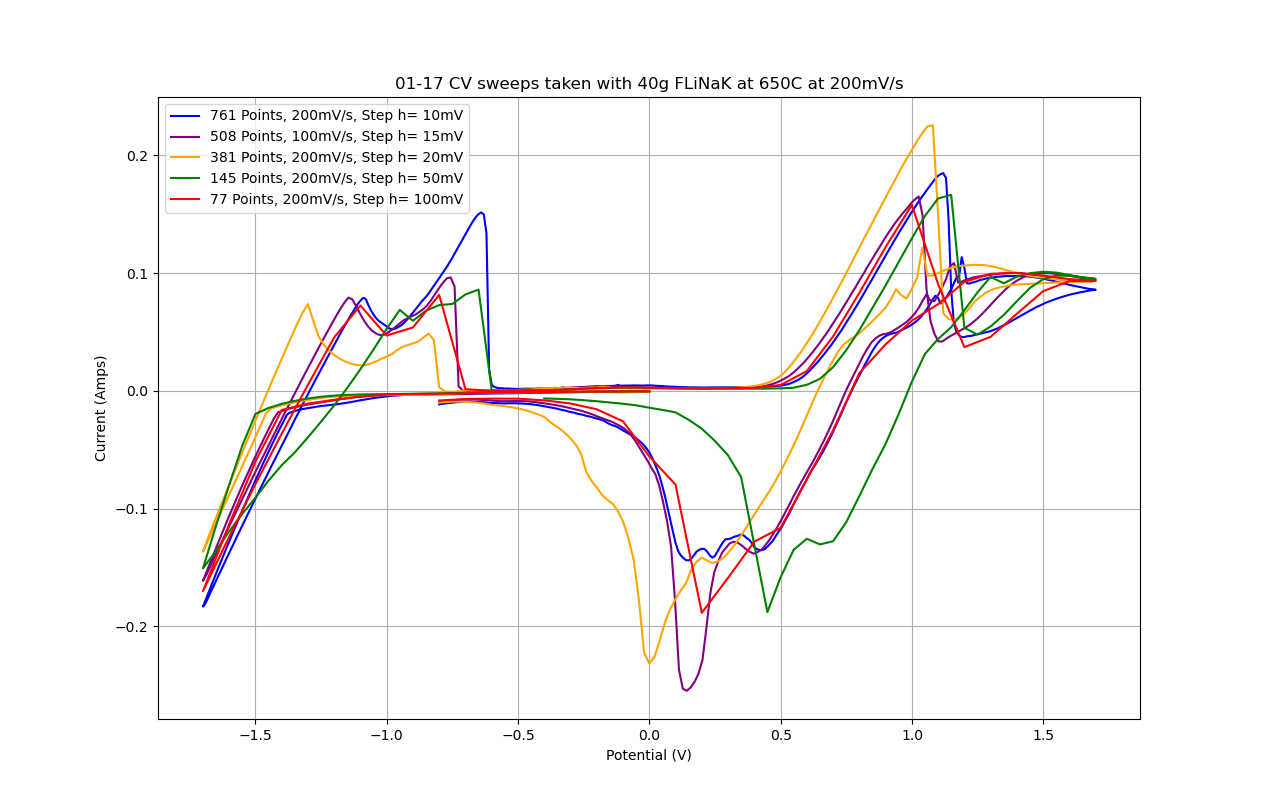 01-17 CV sweeps taken with 40g FLiNaK at 650C at 200mV/s
761 Points, 200mV/s, Step h= 10mV
508 Points, 100mV/s, Step h= 15mV
381 Points, 200mV/s, Step h= 20mV
145 Points, 200mV/s, Step h= 50mV
77 Points, 200mV/s, Step h= 100mV
0.2
0.1
0.0
−0.1
−0.2
Current (Amps)
−1.5 −1.0 −0.5 0.0 0.5 1.0 1.5
Potential (V)